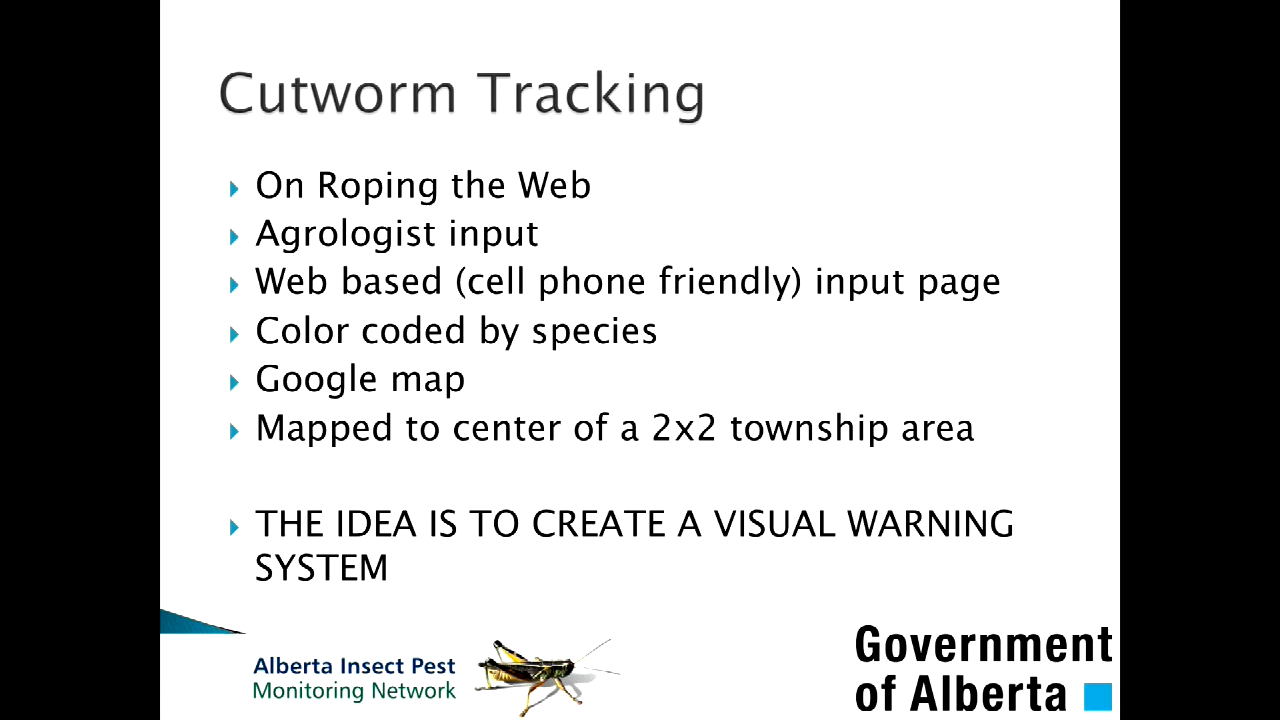 Cutworm Tracking
On Roping the Web
Agrologist input
Web based (cell phone friendly) input page
Color coded by species
Google map
Mapped to center of a 2x2 township area
THE IDEA IS TO CREATE A VISUAL WARNING
SYSTEM
Alberta Insect Pest
Monitoring Network
Government
of Alberta